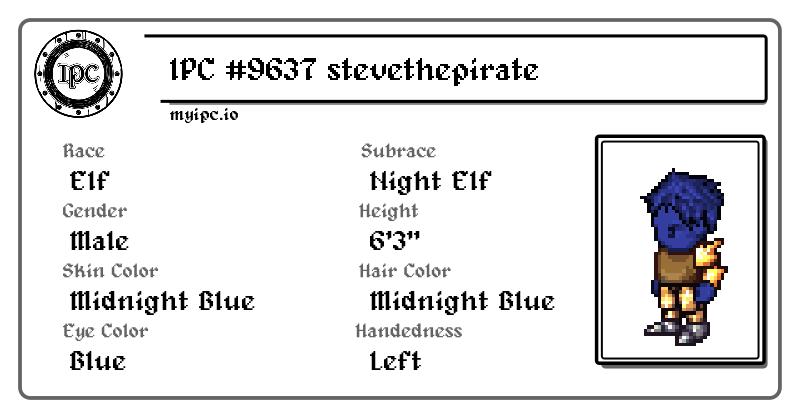 IPC
IPC #9637 stevethepirate
myipc.io
Race
Elf
Subrace
Night Elf
Gender
Male
Height
6'3"
Skin Color
Midnight Blue
Hair Color
Midnight Blue
Eye Color
Blue
Handedness
Left